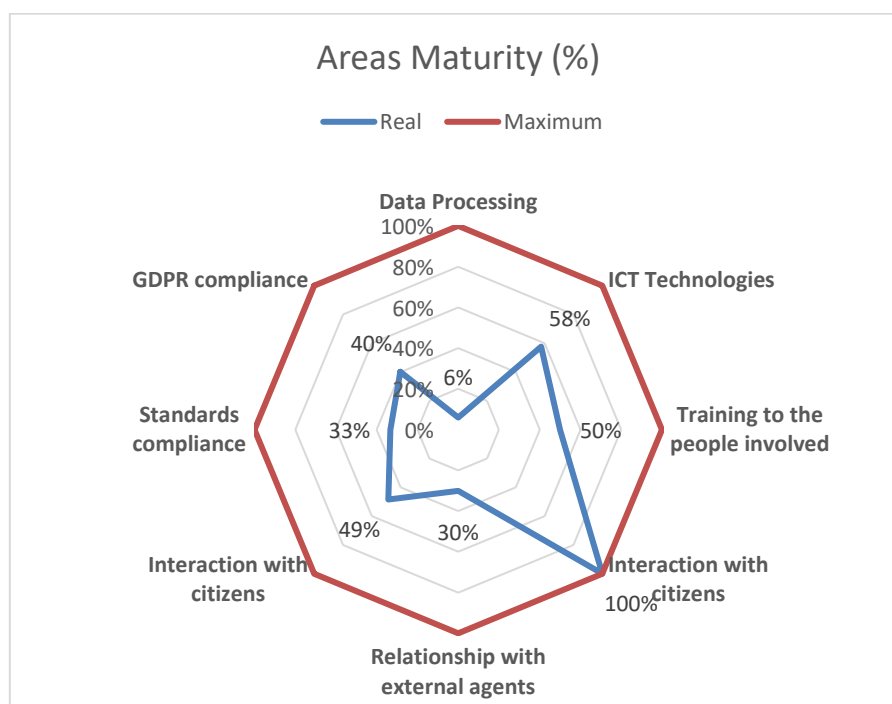 Areas Maturity (%)
Real Maximum
Data Processing
100%
GDPR compliance
ICT Technologies
80%
58%
60%
40%
40%
6%
20%
Standards
compliance
33%
0%
50%
Training to the
people involved
49%
30%
Interaction with
citizens
Interaction with
citizens
100%
Relationship with
external agents